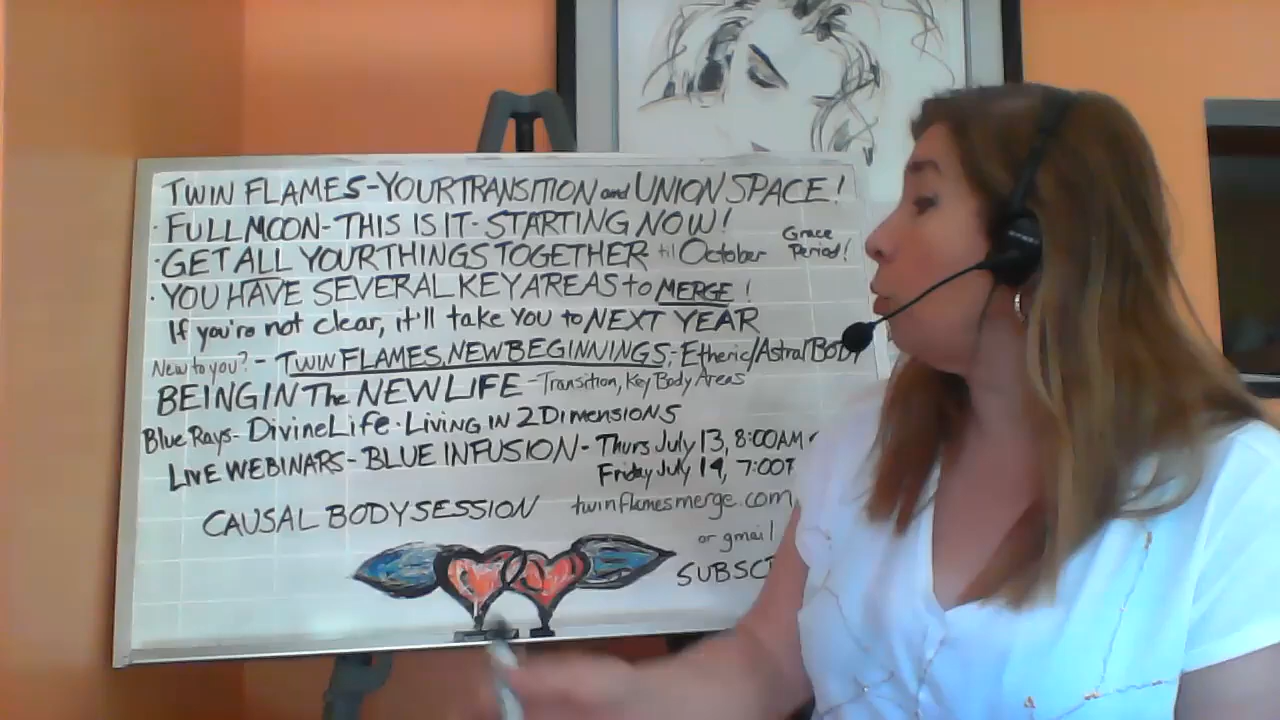 TWIN FLAMES-YOUR TRANSITION and UNION SPACE!
· FULL MOON-THIS IS IT-STARTING NOW!
· GET ALL YOUR THINGS TOGETHER til October
Grace
Period!
· YOU HAVE SEVERAL KEY AREAS to MERGE!
If you're not clear, it'll take YOU to NEXT YEAR
New to you? - TWIN FLAMES, NEW BEGINNINGS, - Etheric/Astral BODY
BEING IN The NEW LIFE - Transition, Key Body Areas
Blue Rays- Divine Life · LIVING IN 2 DIMENSIONS
LIVE WEBINARS- BLUE INFUSION - Thurs July 13, 8:00AM
Friday July 14, 7:00
CAUSAL BODY SESSION twinflamesmerge.com
or gmail